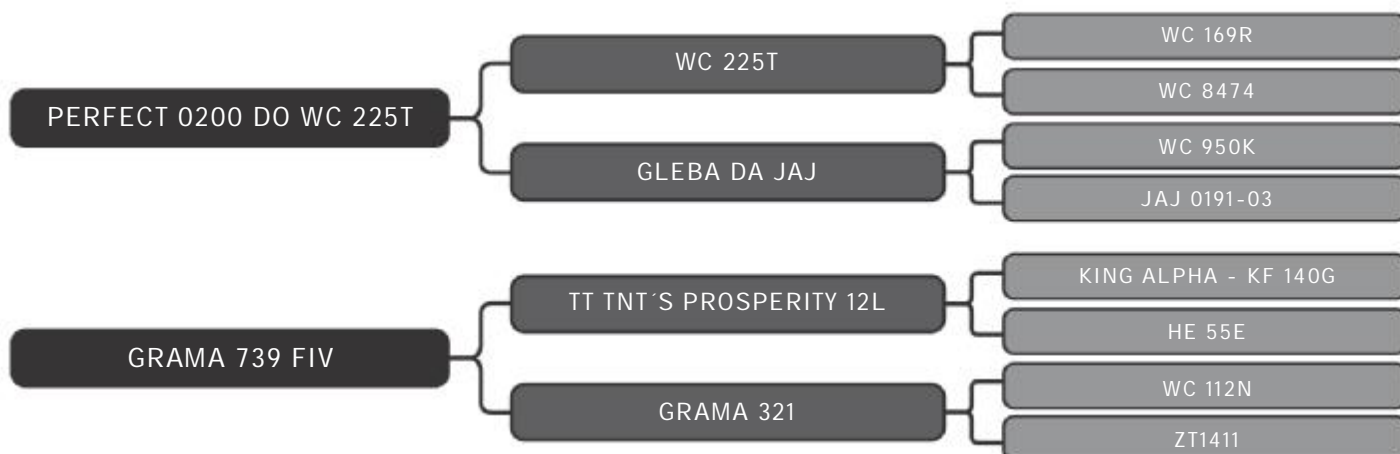 PERFECT 0200 DO WC 225T
WC 225T
WC 169R
WC 8474
GLEBA DA JAJ
WC 950K
JAJ 0191-03
GRAMA 739 FIV
TT TNT´S PROSPERITY 12L
KING ALPHA - KF 140G
HE 55E
GRAMA 321
WC 112N
ZT1411